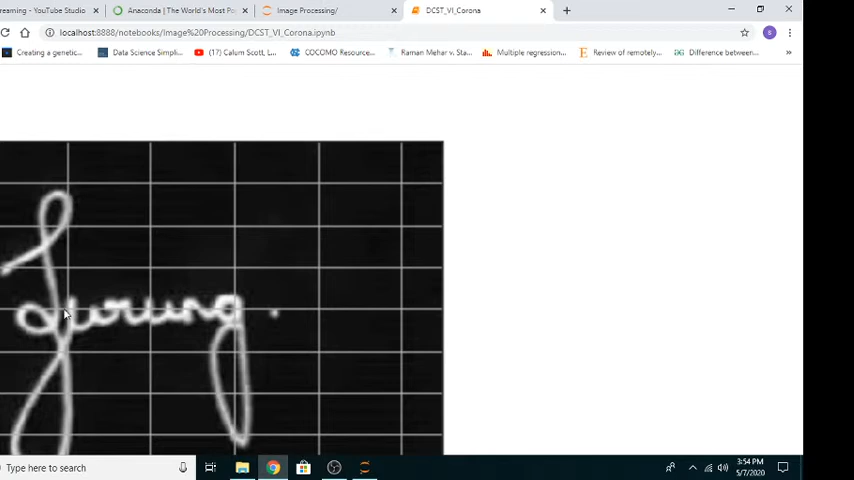 reaming - YouTube Studio
Anaconda | The World's Most Po
Image Processing/
DCST_VI_Corona
localhost:8888/notebooks/Image%20Processing/DCST_VI_Corona.ipynb
Creating a genetic...
Data Science Simpli...
(17) Calum Scott, L...
COCOMO Resource...
Raman Mehar v. Sta...
Multiple regression...
Review of remotely...
Difference between...
»
Type here to search
3:54 PM
5/7/2020